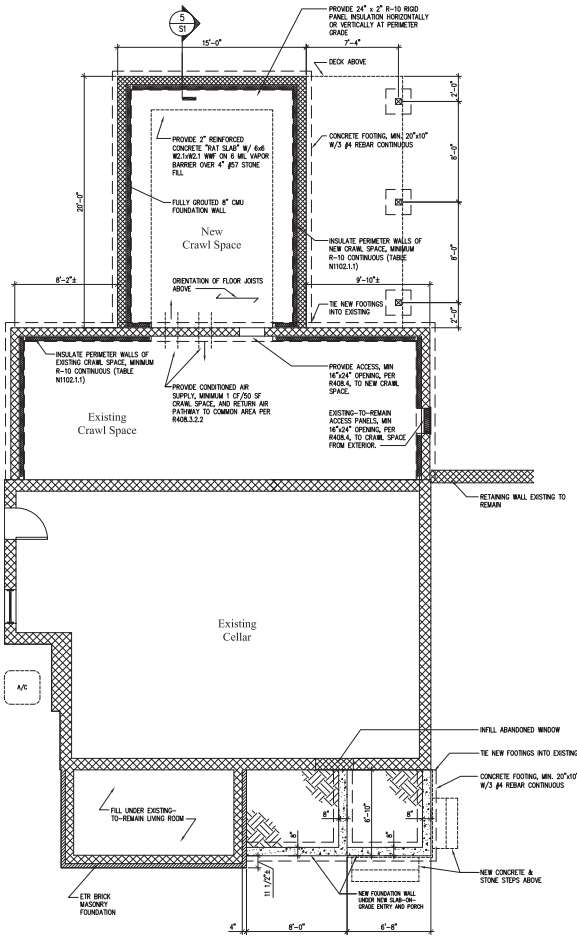 5
S1
PROVIDE 24" x 2" R-10 RIGID
PANEL INSULATION HORIZONTALLY
OR VERTICALLY AT PERIMETER
GRADE
15'-0"
7'-4"
DECK ABOVE
2'-0"
CONCRETE FOOTING, MIN. 20"x10"
W/3 #4 REBAR CONTINUOUS
8'-0"
PROVIDE 2" REINFORCED
CONCRETE "RAT SLAB" W/ 6x6
W2.1xW2.1 WWF ON 6 MIL VAPOR
BARRIER OVER 4" #57 STONE
FILL
20'-0"
FULLY GROUTED 8" CMU
FOUNDATION WALL
New
Crawl Space
INSULATE PERIMETER WALLS OF
NEW CRAWL SPACE, MINIMUM
R-10 CONTINUOUS (TABLE
N1102.1.1)
8'-0"
8'-2"±
ORIENTATION OF FLOOR JOISTS
ABOVE
9'-10"±
TIE NEW FOOTINGS
INTO EXISTING
2'-0"
INSULATE PERIMETER WALLS OF
EXISTING CRAWL SPACE, MINIMUM
R-10 CONTINUOUS (TABLE
N1102.1.1)
PROVIDE CONDITIONED AIR
SUPPLY, MINIMUM 1 CF/50 SF
CRAWL SPACE, AND RETURN AIR
PATHWAY TO COMMON AREA PER
R408.3.2.2
PROVIDE ACCESS, MIN
16"x24" OPENING, PER
R408.4, TO NEW CRAWL
SPACE.
Existing
Crawl Space
EXISTING-TO-REMAIN
ACCESS PANELS, MIN
16"x24" OPENING, PER
R408.4, TO CRAWL SPACE
FROM EXTERIOR.
RETAINING WALL EXISTING TO
REMAIN
Existing
Cellar
A/C
INFILL ABANDONED WINDOW
TIE NEW FOOTINGS INTO EXISTING
CONCRETE FOOTING, MIN. 20"x10"
W/3 #4 REBAR CONTINUOUS
FILL UNDER EXISTING-
TO-REMAIN LIVING ROOM
8"
8"
6'-10"
8"
8"
NEW CONCRETE &
STONE STEPS ABOVE
11 1/2"±
NEW FOUNDATION WALL
UNDER NEW SLAB-ON-
GRADE ENTRY AND PORCH
ETR BRICK
MASONRY
FOUNDATION
4"
8'-0"
6'-8"